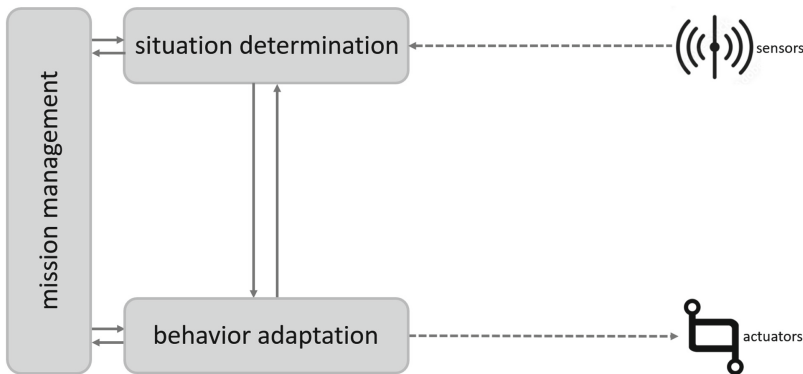 mission management
situation determination
sensors
behavior adaptation
actuators